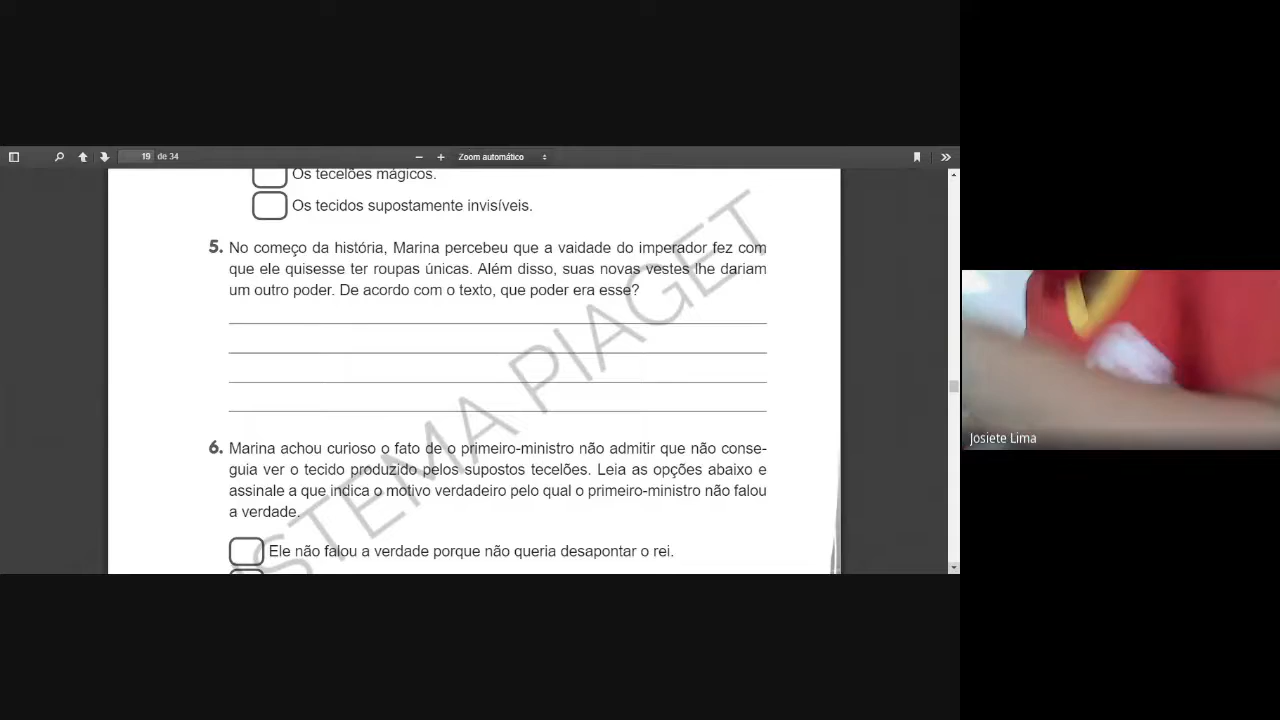 19 de 34
Zoom automático
Os tecelões mágicos.
Os tecidos supostamente invisíveis.
5. No começo da história, Marina percebeu que a vaidade do imperador fez com
que ele quisesse ter roupas únicas. Além disso, suas novas vestes lhe dariam
um outro poder. De acordo com o texto, que poder era esse?
6. Marina achou curioso o fato de o primeiro-ministro não admitir que não conse-
guia ver o tecido produzido pelos supostos tecelões. Leia as opções abaixo e
assinale a que indica o motivo verdadeiro pelo qual o primeiro-ministro não falou
a verdade.
Ele não falou a verdade porque não queria desapontar o rei.
STEMA PIAGET
Josiete Lima